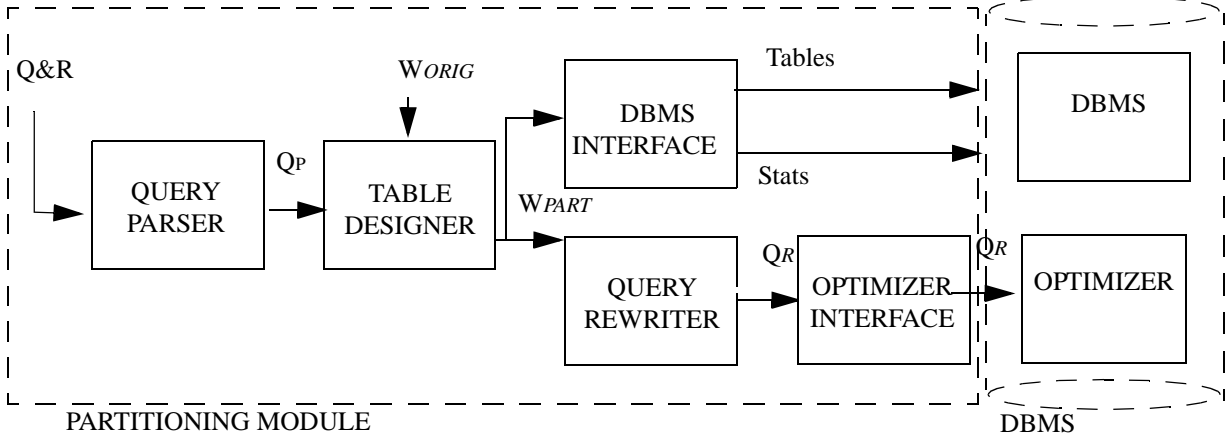 Q&R
WORIG
Tables
DBMS
INTERFACE
DBMS
QP
QUERY
PARSER
TABLE
DESIGNER
Stats
WPART
QR
QR
QUERY
REWRITER
OPTIMIZER
INTERFACE
OPTIMIZER
PARTITIONING MODULE
DBMS